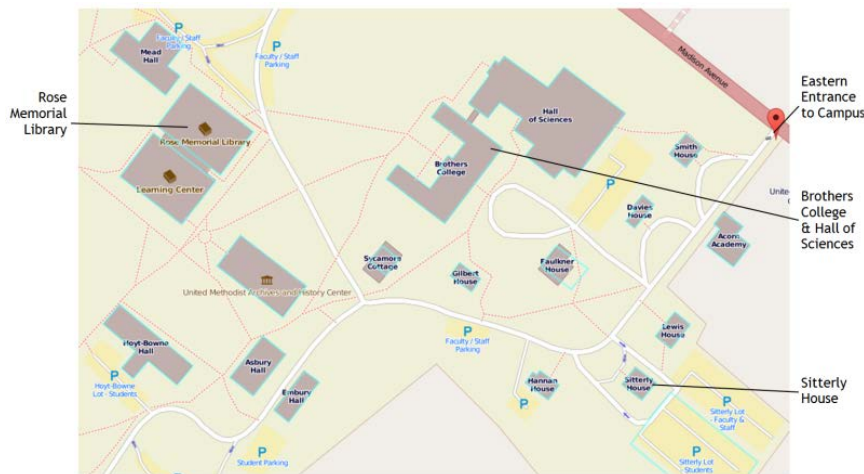 P
Faculty / Staff
Parking
Mead
Hall
P
Faculty / Staff
Parking
Madison Avenue
Eastern
Entrance
to Campus
Rose
Memorial
Library
Rose Memorial Library
Hall
of Sciences
Smith
House
Learning Center
Brothers
College
P
Davies
House
United
Brothers
College
& Hall of
Sciences
Acorn
Academy
Sycamore
Cottage
Gilbert
House
Faulkner
House
United Methodist Archives and History Center
Hoyt-Bowne
Hall
P
Faculty / Staff
Parking
Lewis
House
Asbury
Hall
P
Hoyt-Bowne
Lot - Students
Embury
Hall
Hannan
House
P
Sitterly
House
Sitterly
House
P
Sitterly Lot
- Faculty &
Staff
P
Student Parking
P
Sitterly Lot
Students
P